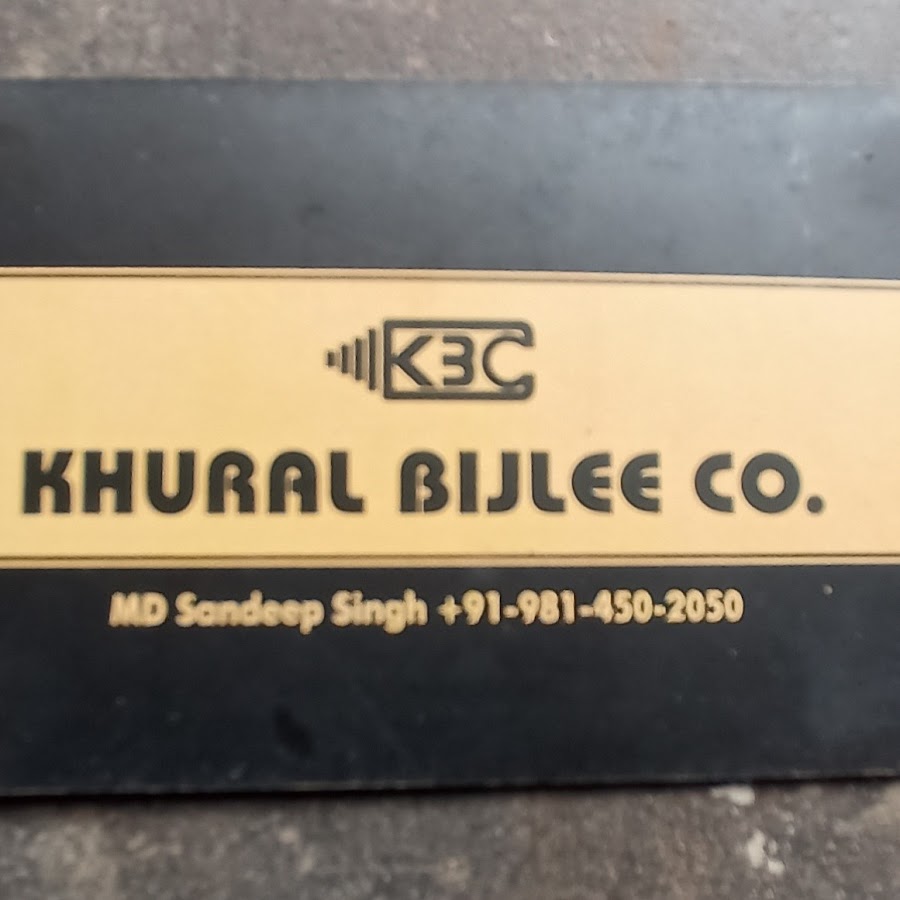 KBC
KHURAL BIJLEE CO.
MD Sandeep Singh +91-981-450-2050